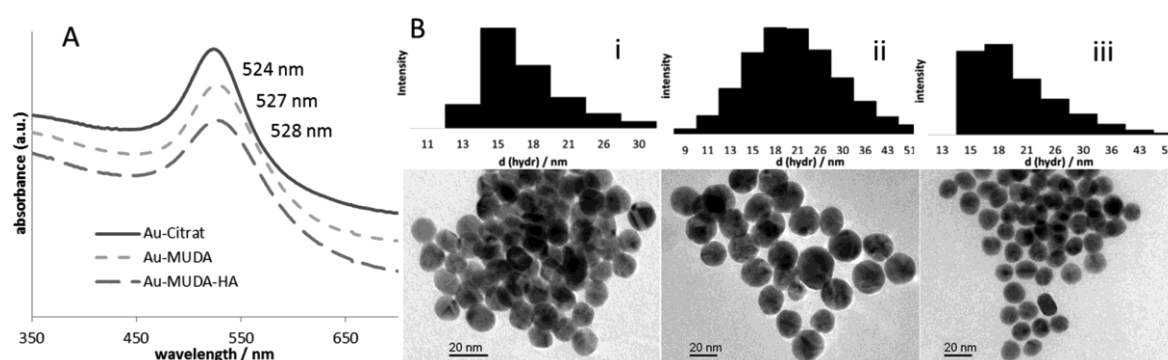 A
524 nm
527 nm
528 nm
absorbance (a.u.)
Au-Citrat
Au-MUDA
Au-MUDA-HA
350 450 550 650
wavelength / nm
B
i
Intensity
11 13 15 18 21 26 30
d (hydr) / nm
ii
Intensity
9 11 13 15 18 21 26 30 36 43 51
d (hydr) / nm
iii
Intensity
13 15 18 21 26 30 36 43
d (hydr) / nm
20 nm
20 nm
20 nm